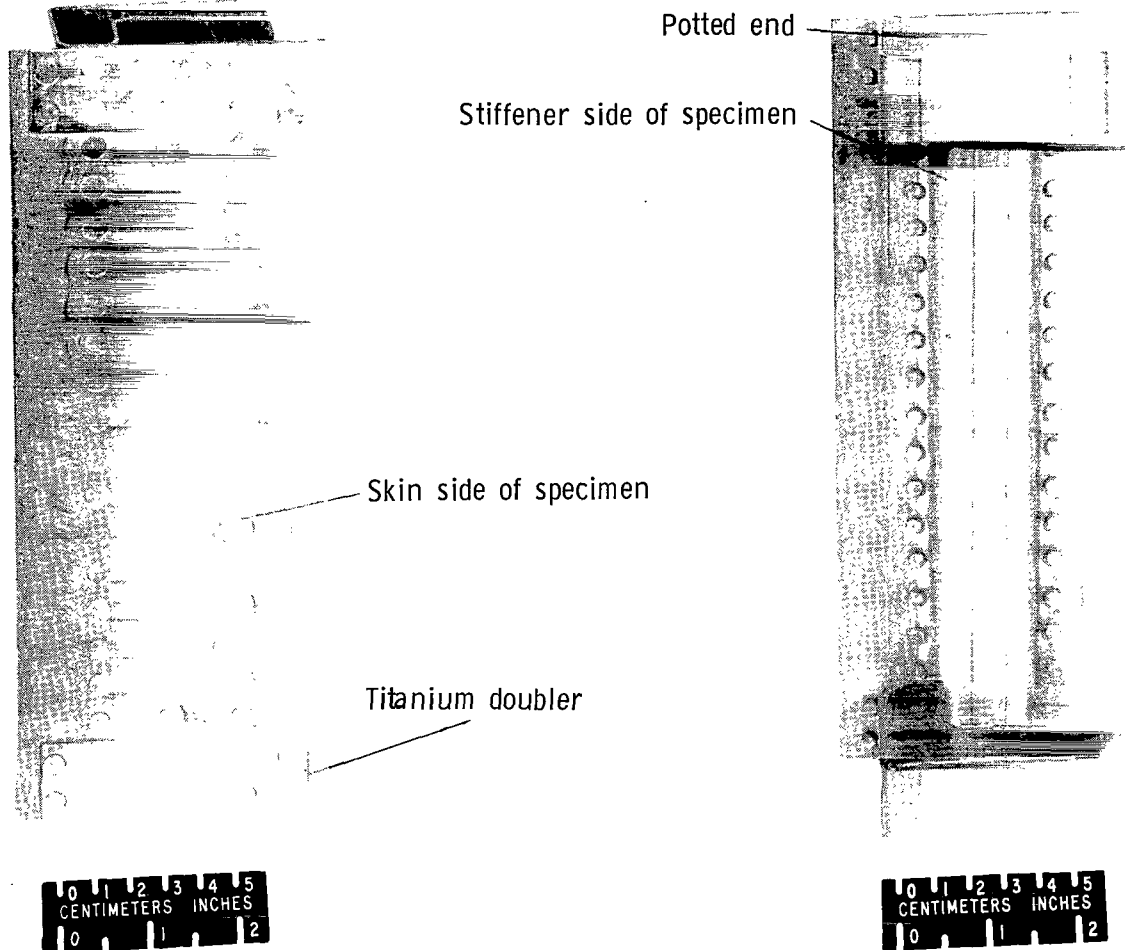 Potted end
Stiffener side of specimen
Skin side of specimen
Titanium doubler
0 1 2 3 4 5
CENTIMETERS INCHES
0 1 2
0 1 2 3 4 5
CENTIMETERS INCHES
0 1 2